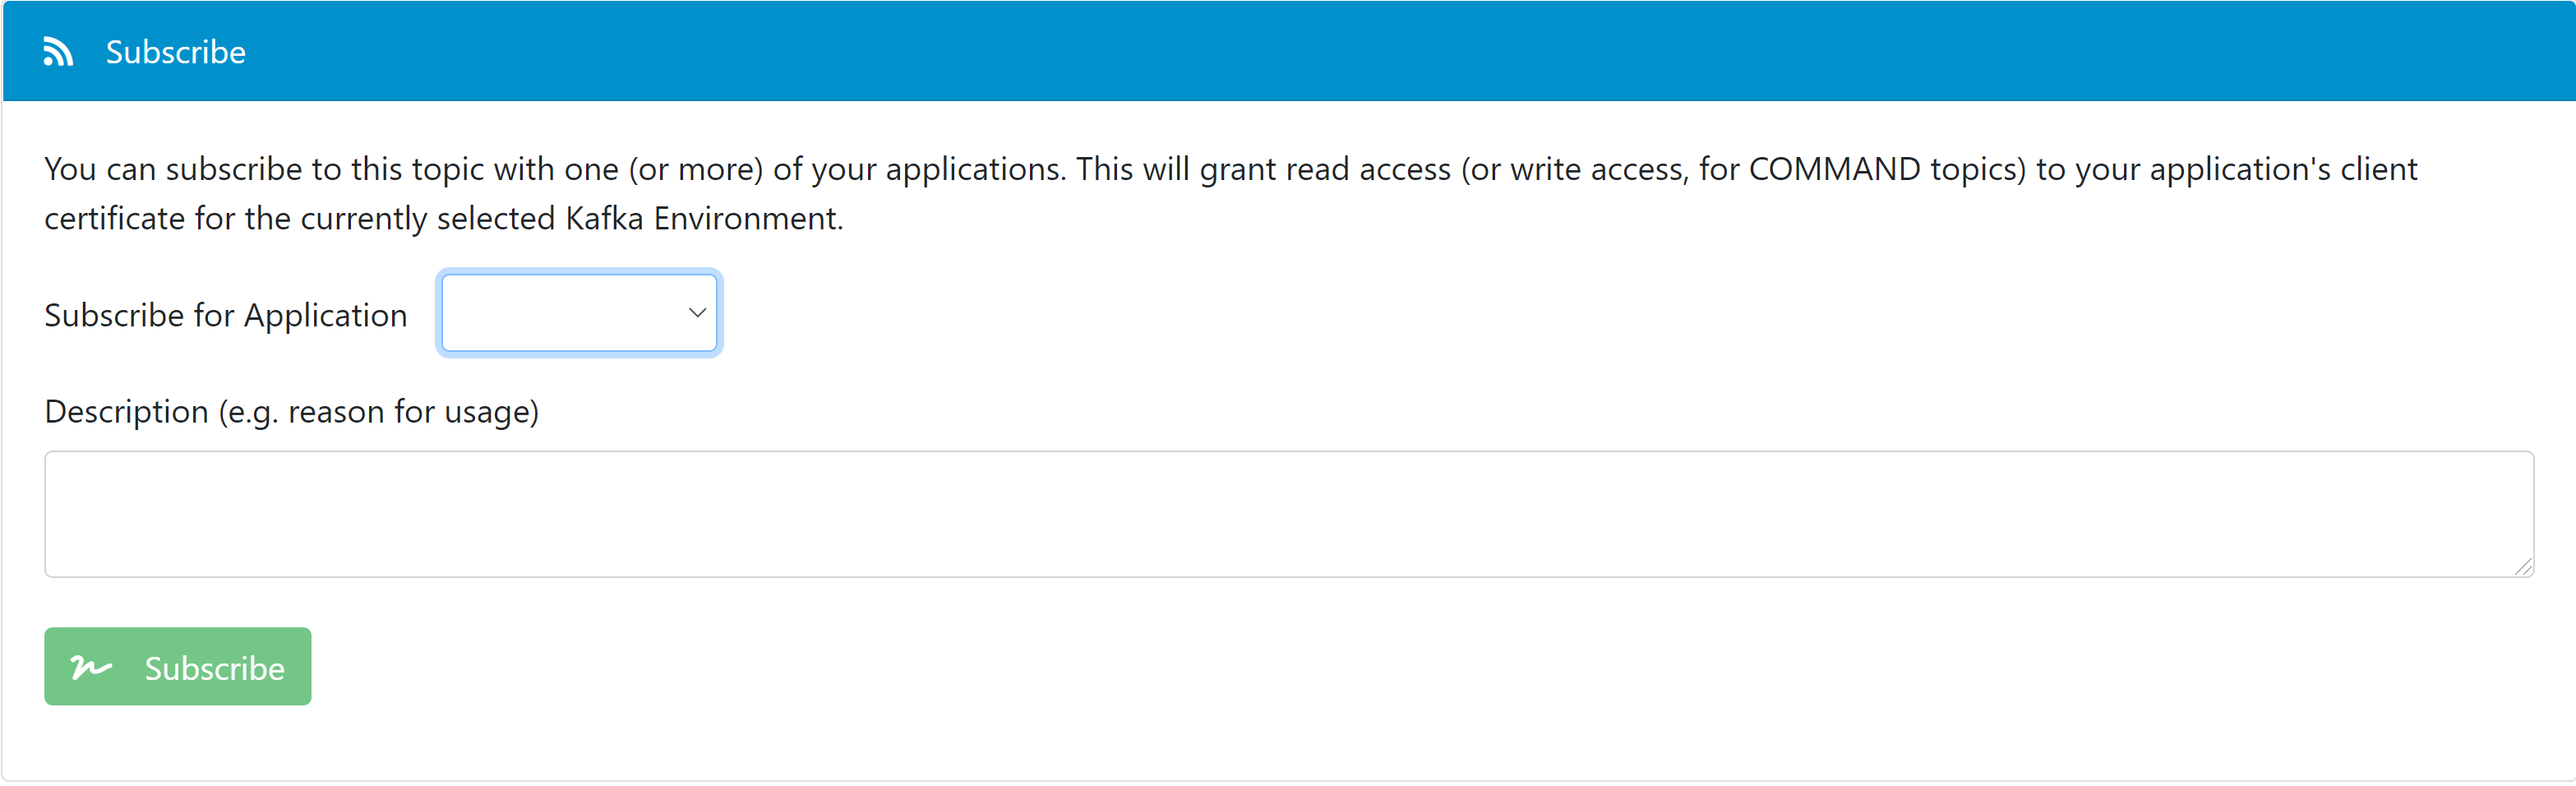 Subscribe
You can subscribe to this topic with one (or more) of your applications. This will grant read access (or write access, for COMMAND topics) to your application's client
certificate for the currently selected Kafka Environment.
Subscribe for Application
Description (e.g. reason for usage)
Subscribe